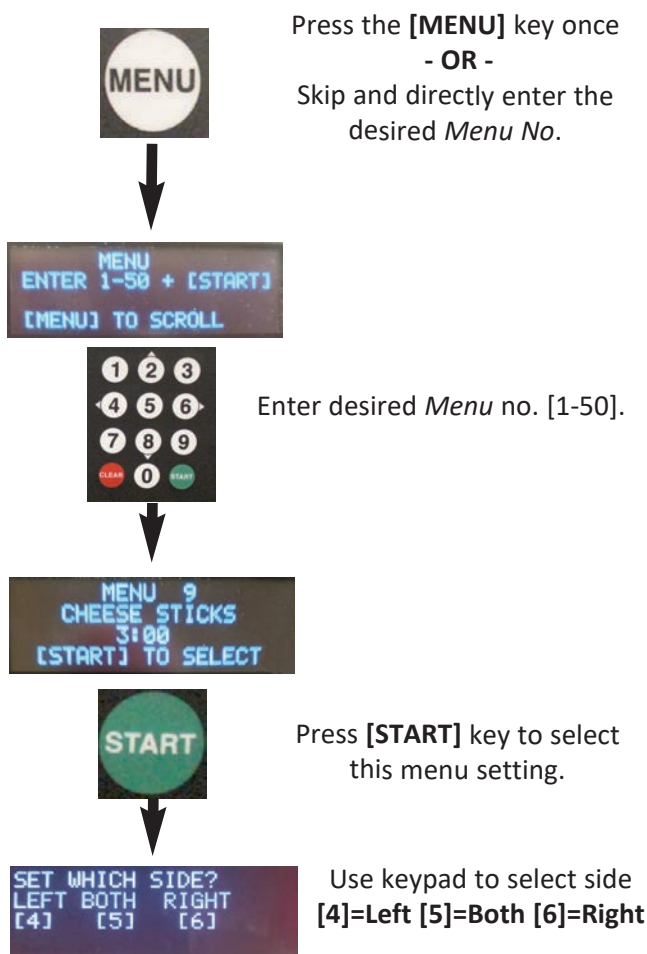 MENU
Press the [MENU] key once
- OR -
Skip and directly enter the
desired Menu No.
MENU
ENTER 1-50 + [START]
[MENU] TO SCROLL
1 2 3
4 5 6
7 8 9
CLEAR 0 START
Enter desired Menu no. [1-50].
MENU 9
CHEESE STICKS
3:00
[START] TO SELECT
START
Press [START] key to select
this menu setting.
SET WHICH SIDE?
LEFT BOTH RIGHT
[4] [5] [6]
Use keypad to select side
[4]=Left [5]=Both [6]=Right